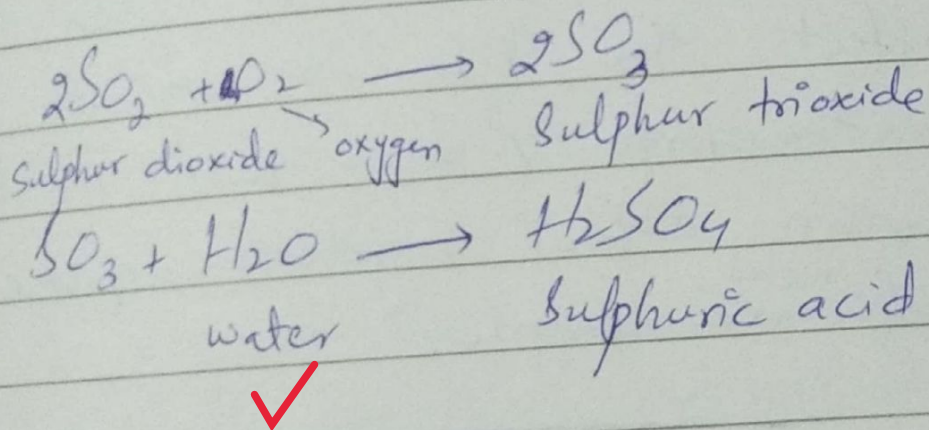 2SO₂ + O₂ ⟶ 2SO₃
sulphur dioxide oxygen Sulphur trioxide
SO₃ + H₂O ⟶ H₂SO₄
water Sulphuric acid